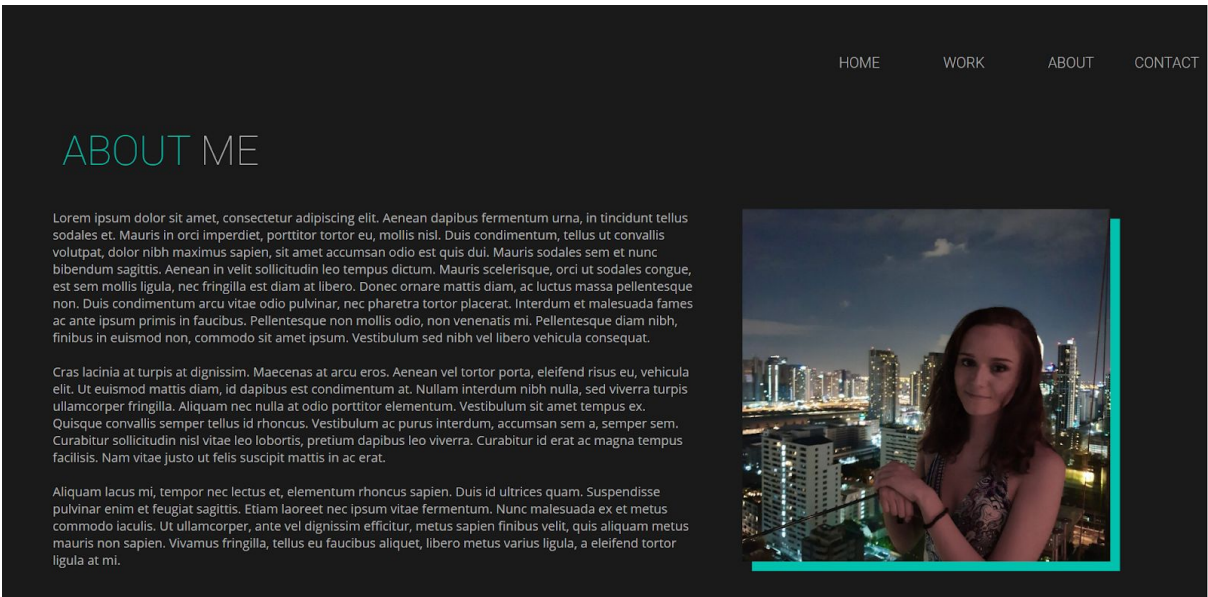 HOME WORK ABOUT CONTACT
ABOUT ME
Lorem ipsum dolor sit amet, consectetur adipiscing elit. Aenean dapibus fermentum urna, in tincidunt tellus
sodales et. Mauris in orci imperdiet, porttitor tortor eu, mollis nisl. Duis condimentum, tellus ut convallis
volutpat, dolor nibh maximus sapien, sit amet accumsan odio est quis dui. Mauris sodales sem et nunc
bibendum sagittis. Aenean in velit sollicitudin leo tempus dictum. Mauris scelerisque, orci ut sodales congue,
est sem mollis ligula, nec fringilla est diam at libero. Donec ornare mattis diam, ac luctus massa pellentesque
non. Duis condimentum arcu vitae odio pulvinar, nec pharetra tortor placerat. Interdum et malesuada fames
ac ante ipsum primis in faucibus. Pellentesque non mollis odio, non venenatis mi. Pellentesque diam nibh,
finibus in euismod non, commodo sit amet ipsum. Vestibulum sed nibh vel libero vehicula consequat.
Cras lacinia at turpis at dignissim. Maecenas at arcu eros. Aenean vel tortor porta, eleifend risus eu, vehicula
elit. Ut euismod mattis diam, id dapibus est condimentum at. Nullam interdum nibh nulla, sed viverra turpis
ullamcorper fringilla. Aliquam nec nulla at odio porttitor elementum. Vestibulum sit amet tempus ex.
Quisque convallis semper tellus id rhoncus. Vestibulum ac purus interdum, accumsan sem a, semper sem.
Curabitur sollicitudin nisl vitae leo lobortis, pretium dapibus leo viverra. Curabitur id erat ac magna tempus
facilisis. Nam vitae justo ut felis suscipit mattis in ac erat.
Aliquam lacus mi, tempor nec lectus et, elementum rhoncus sapien. Duis id ultrices quam. Suspendisse
pulvinar enim et feugiat sagittis. Etiam laoreet nec ipsum vitae fermentum. Nunc malesuada ex et metus
commodo iaculis. Ut ullamcorper, ante vel dignissim efficitur, metus sapien finibus velit, quis aliquam metus
mauris non sapien. Vivamus fringilla, tellus eu faucibus aliquet, libero metus varius ligula, a eleifend tortor
ligula at mi.